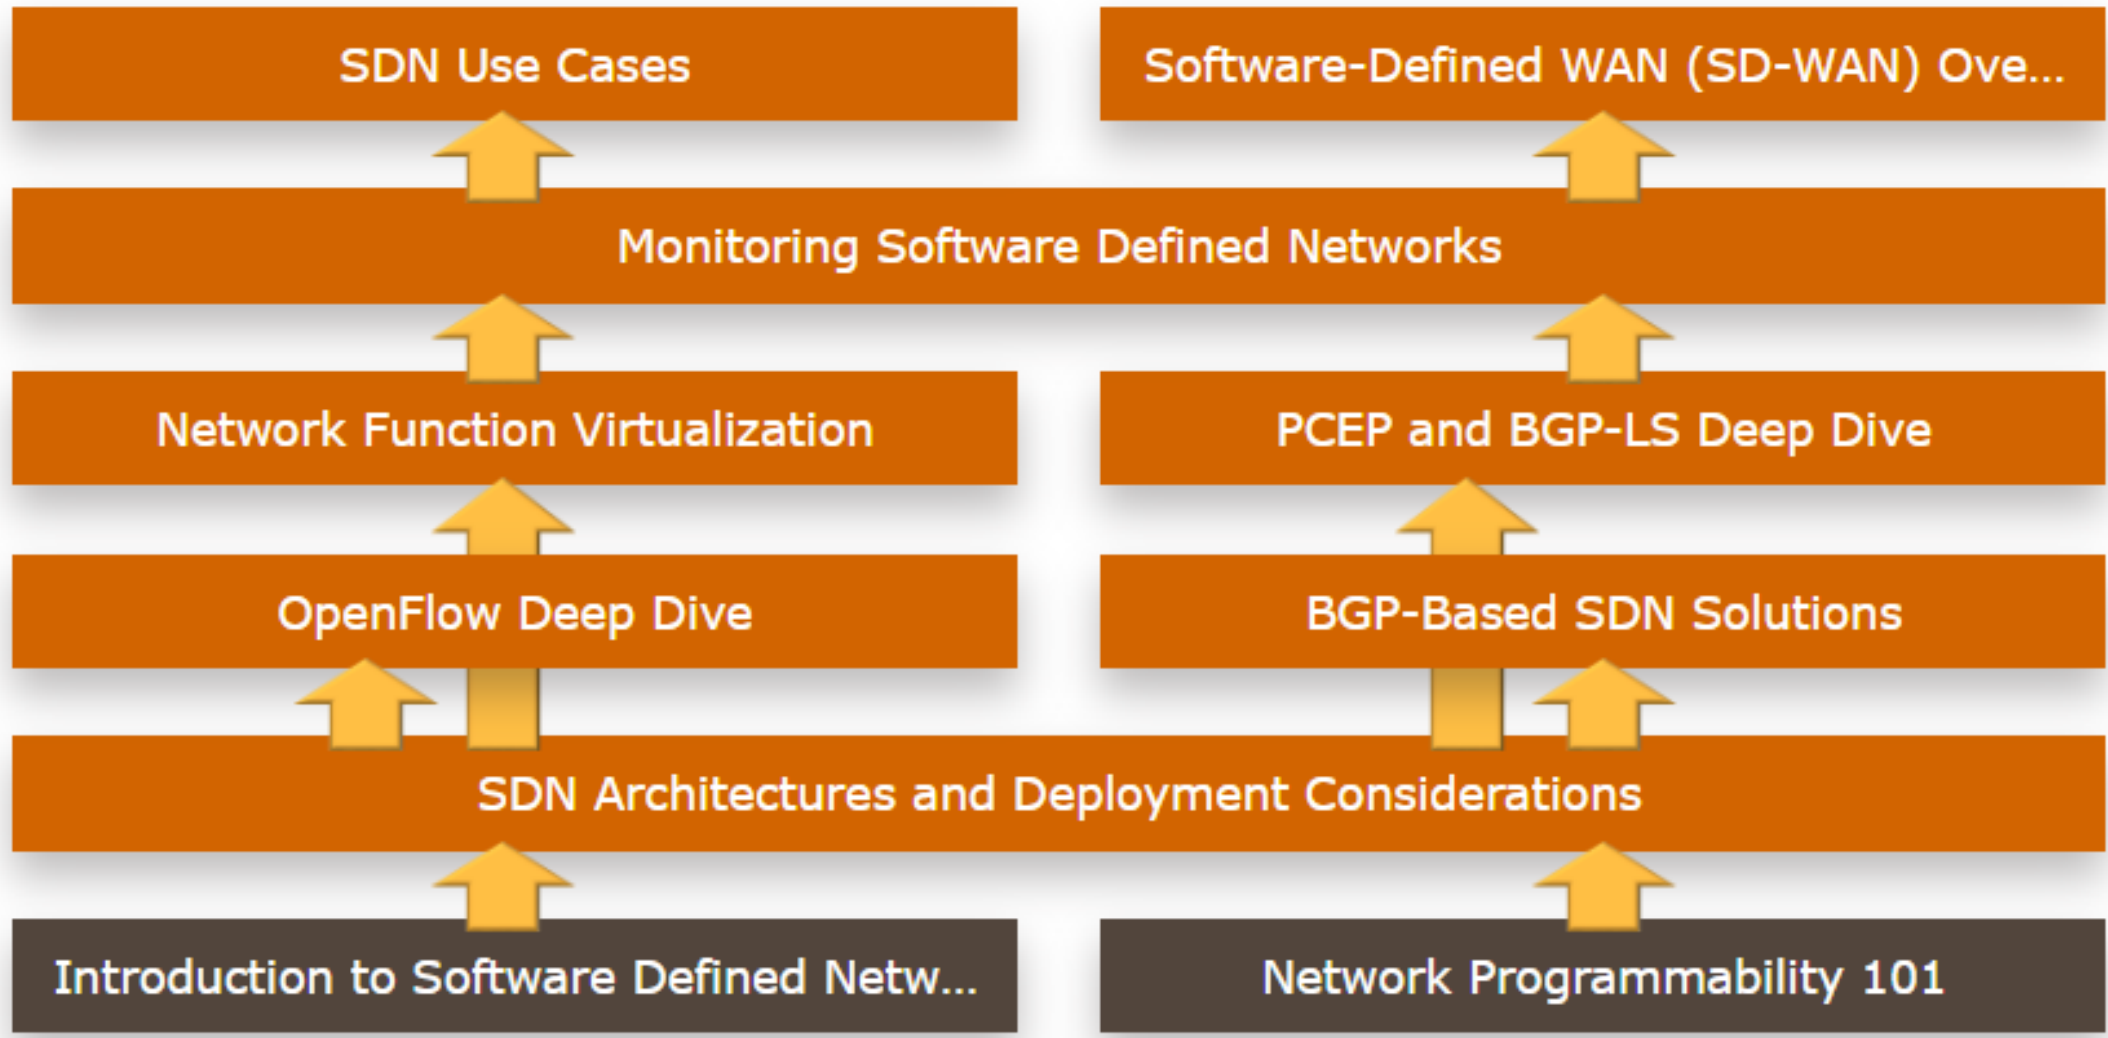 SDN Use Cases
Software-Defined WAN (SD-WAN) Ove...
Monitoring Software Defined Networks
Network Function Virtualization
PCEP and BGP-LS Deep Dive
OpenFlow Deep Dive
BGP-Based SDN Solutions
SDN Architectures and Deployment Considerations
Introduction to Software Defined Netw...
Network Programmability 101